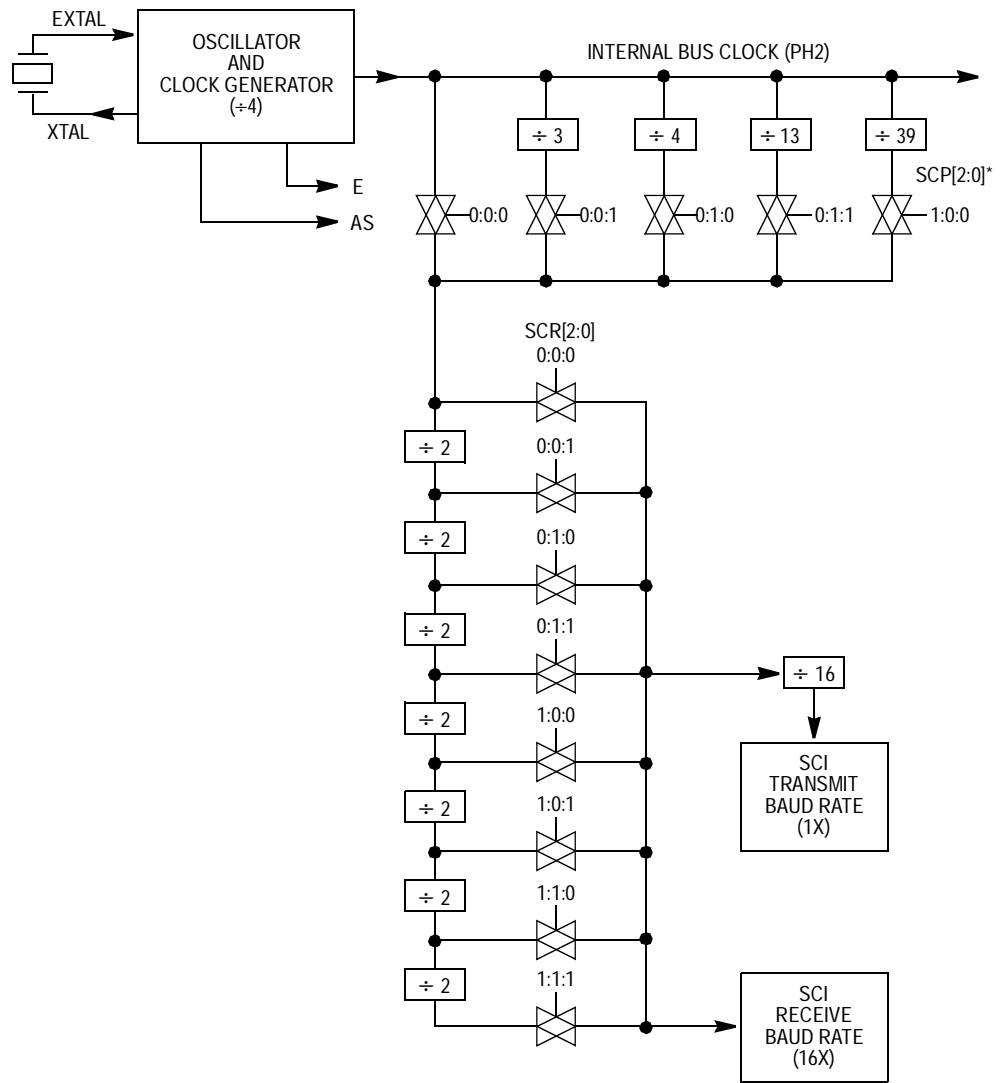 EXTAL
OSCILLATOR
AND
CLOCK GENERATOR
(÷4)
XTAL
E
AS
INTERNAL BUS CLOCK (PH2)
÷ 3
÷ 4
÷ 13
÷ 39
SCP[2:0]*
0:0:0
0:0:1
0:1:0
0:1:1
1:0:0
SCR[2:0]
0:0:0
÷ 2
0:0:1
÷ 2
0:1:0
÷ 2
0:1:1
÷ 2
1:0:0
÷ 2
1:0:1
÷ 2
1:1:0
÷ 2
1:1:1
÷ 16
SCI
TRANSMIT
BAUD RATE
(1X)
SCI
RECEIVE
BAUD RATE
(16X)